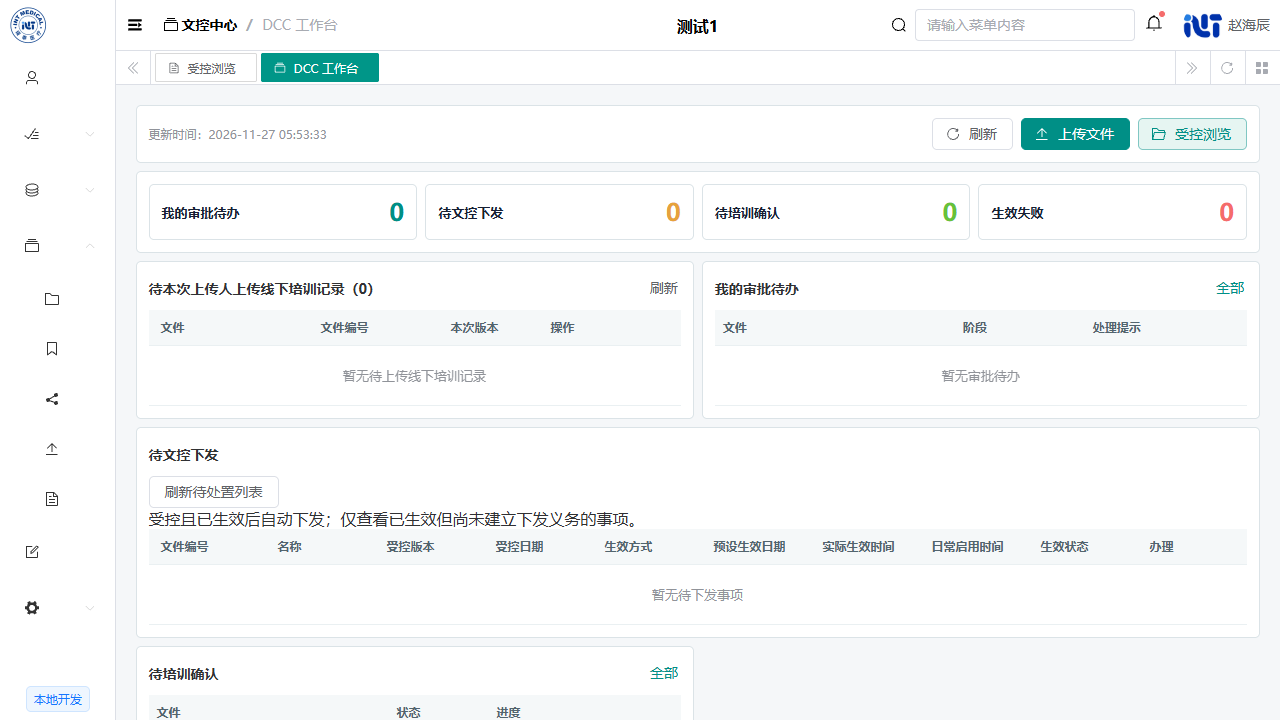 INT MEDICAL
文控中心 / DCC 工作台
测试1
请输入菜单内容
赵海辰
受控浏览
DCC 工作台
更新时间：2026-11-27 05:53:33
刷新
上传文件
受控浏览
我的审批待办 0
待文控下发 0
待培训确认 0
生效失败 0
待本次上传人上传线下培训记录（0） 刷新
文件 文件编号 本次版本 操作
暂无待上传线下培训记录
我的审批待办 全部
文件 阶段 处理提示
暂无审批待办
待文控下发
刷新待处置列表
受控且已生效后自动下发；仅查看已生效但尚未建立下发义务的事项。
文件编号 名称 受控版本 受控日期 生效方式 预设生效日期 实际生效时间 日常启用时间 生效状态 办理
暂无待下发事项
待培训确认 全部
文件 状态 进度
本地开发